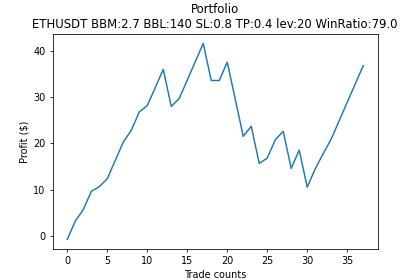 Portfolio
ETHUSDT BBM:2.7 BBL:140 SL:0.8 TP:0.4 lev:20 WinRatio:79.0
Profit ($)
40
30
20
10
0
0 5 10 15 20 25 30 35
Trade counts